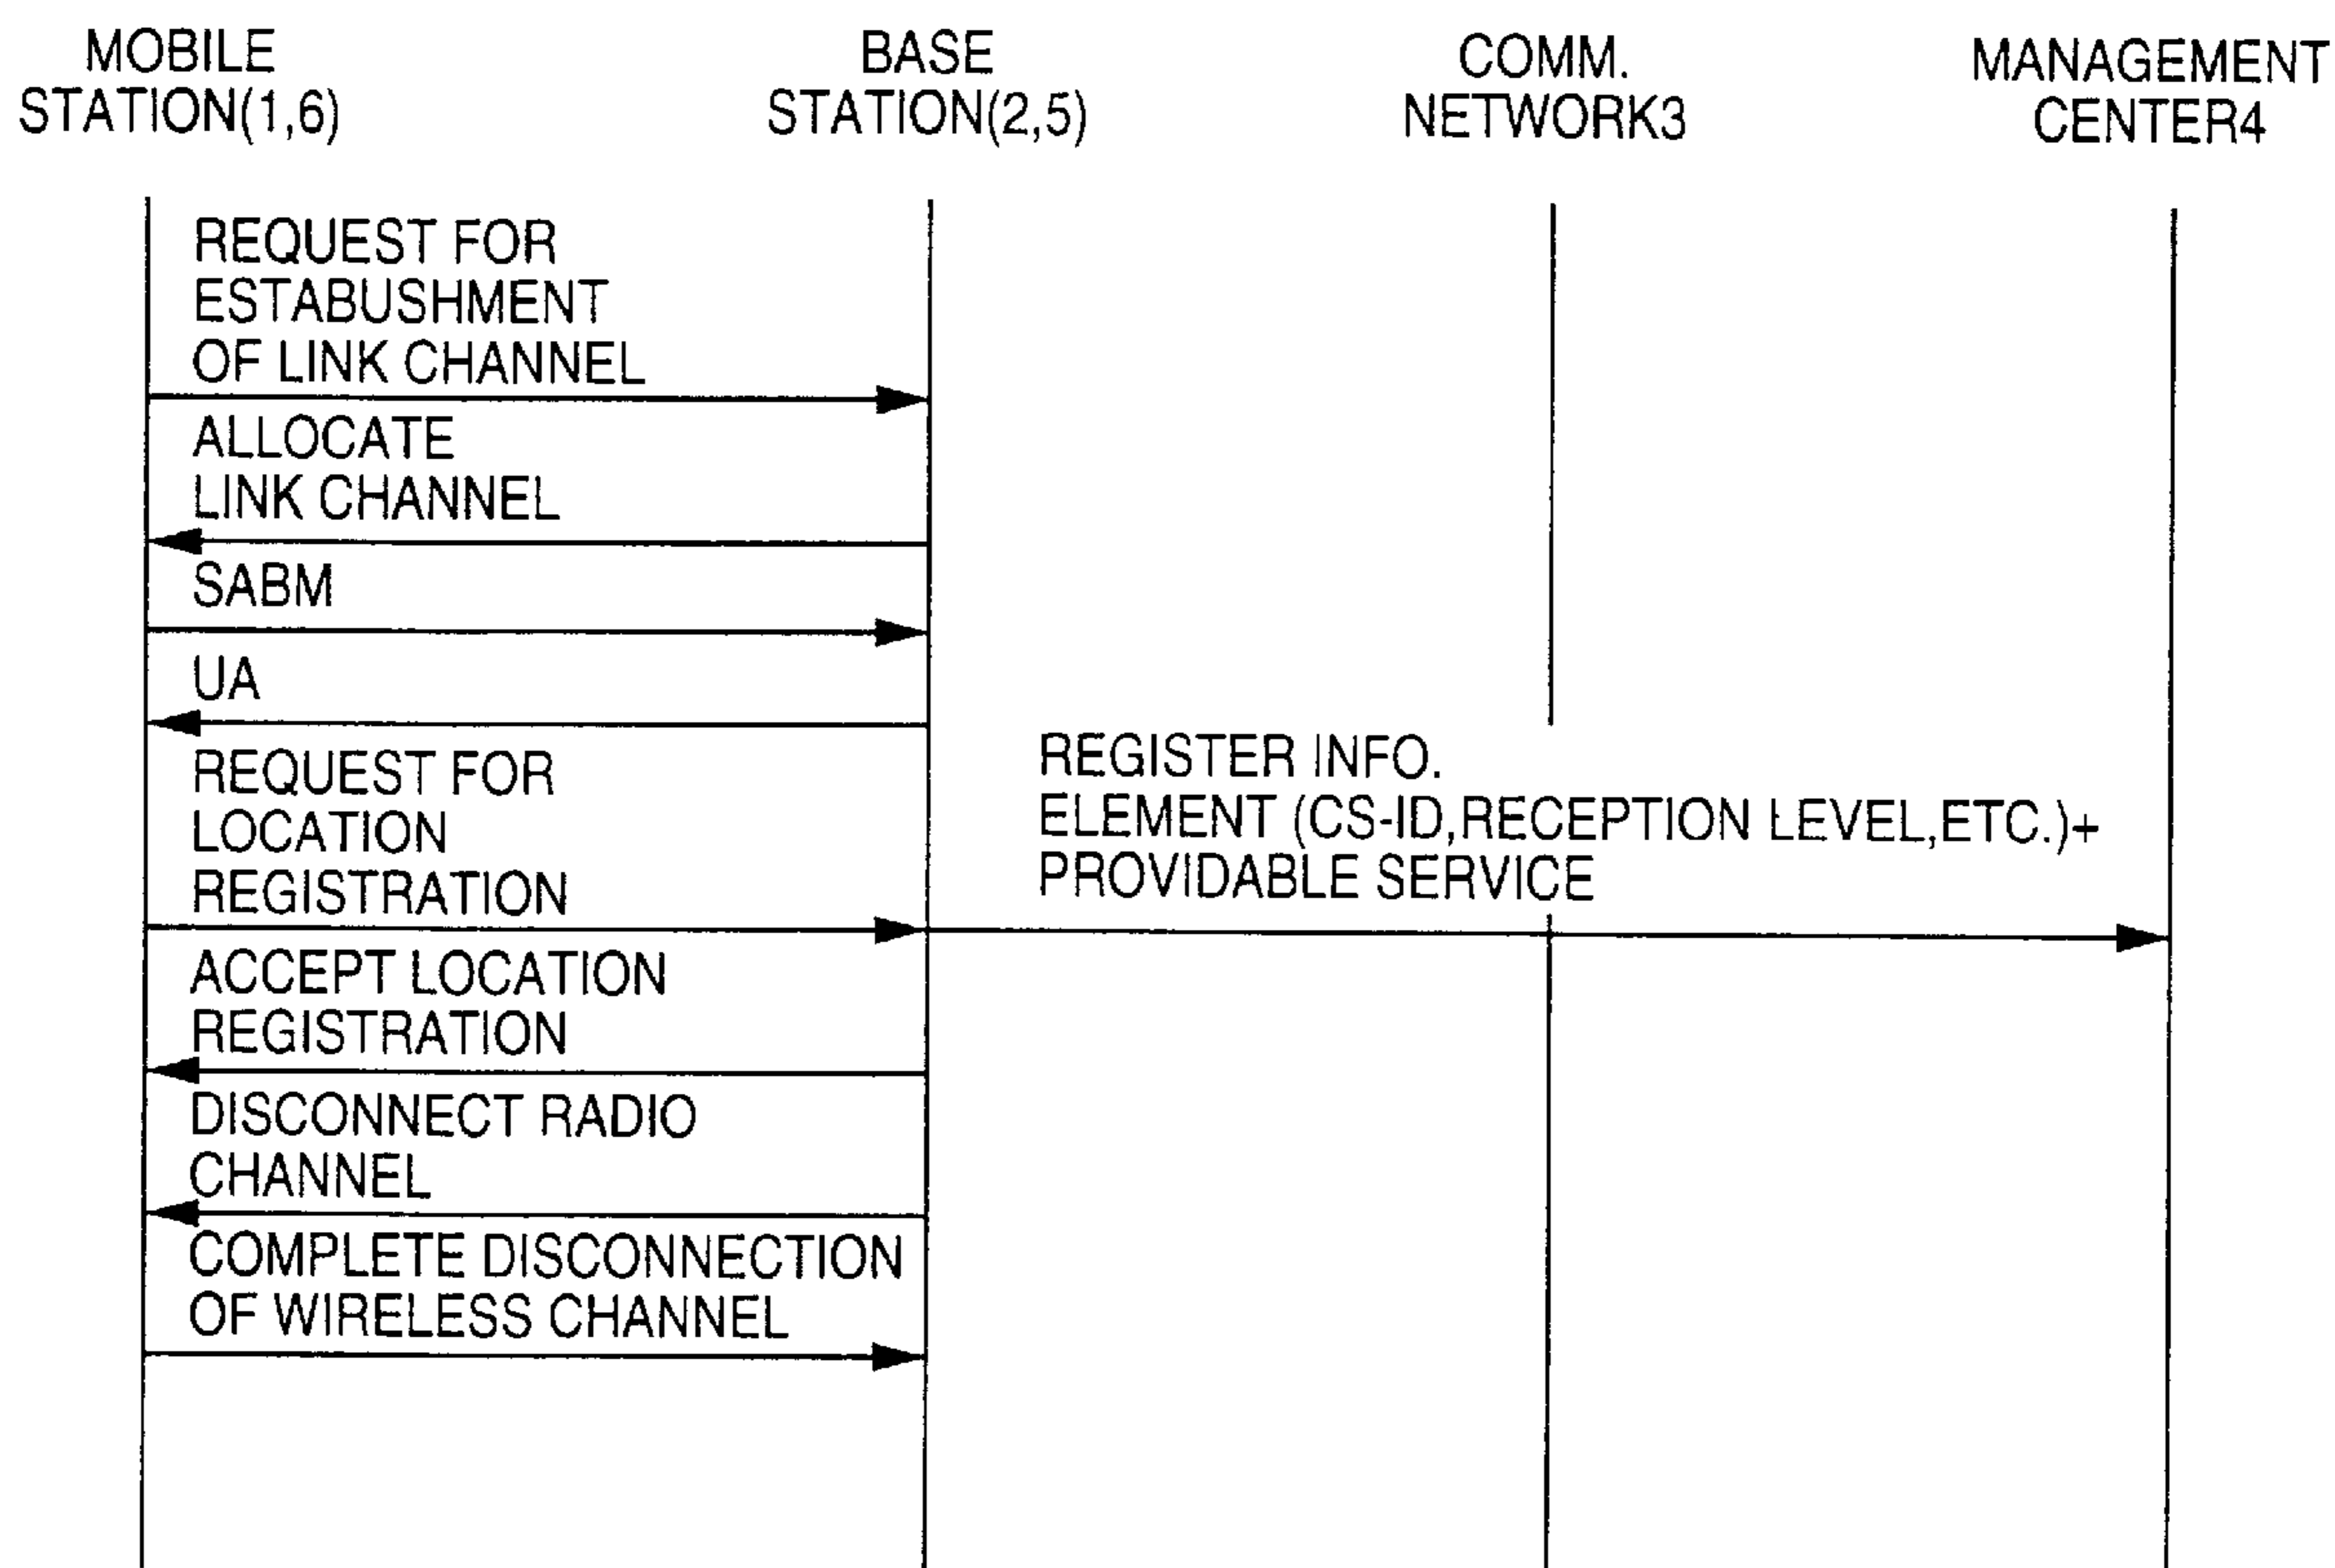 MOBILE
STATION(1,6)
BASE
STATION(2,5)
COMM.
NETWORK3
MANAGEMENT
CENTER4
REQUEST FOR
ESTABUSHMENT
OF LINK CHANNEL
ALLOCATE
LINK CHANNEL
SABM
UA
REQUEST FOR
LOCATION
REGISTRATION
REGISTER INFO.
ELEMENT (CS-ID,RECEPTION LEVEL,ETC.)+
PROVIDABLE SERVICE
ACCEPT LOCATION
REGISTRATION
DISCONNECT RADIO
CHANNEL
COMPLETE DISCONNECTION
OF WIRELESS CHANNEL